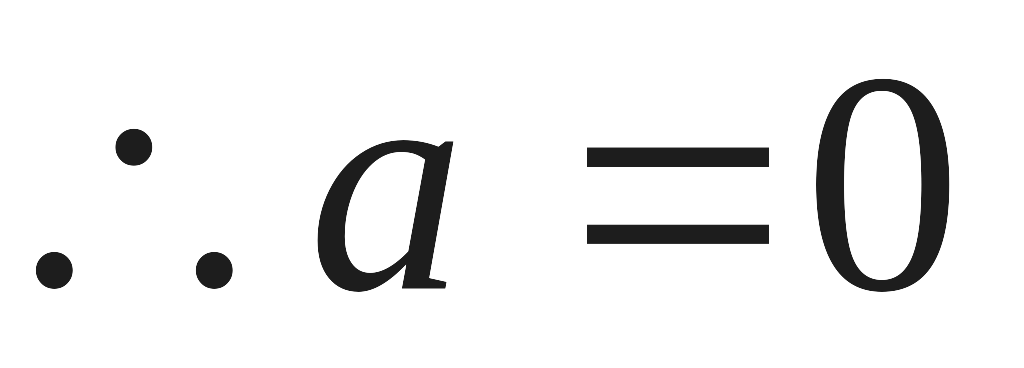 ∴ a = 0